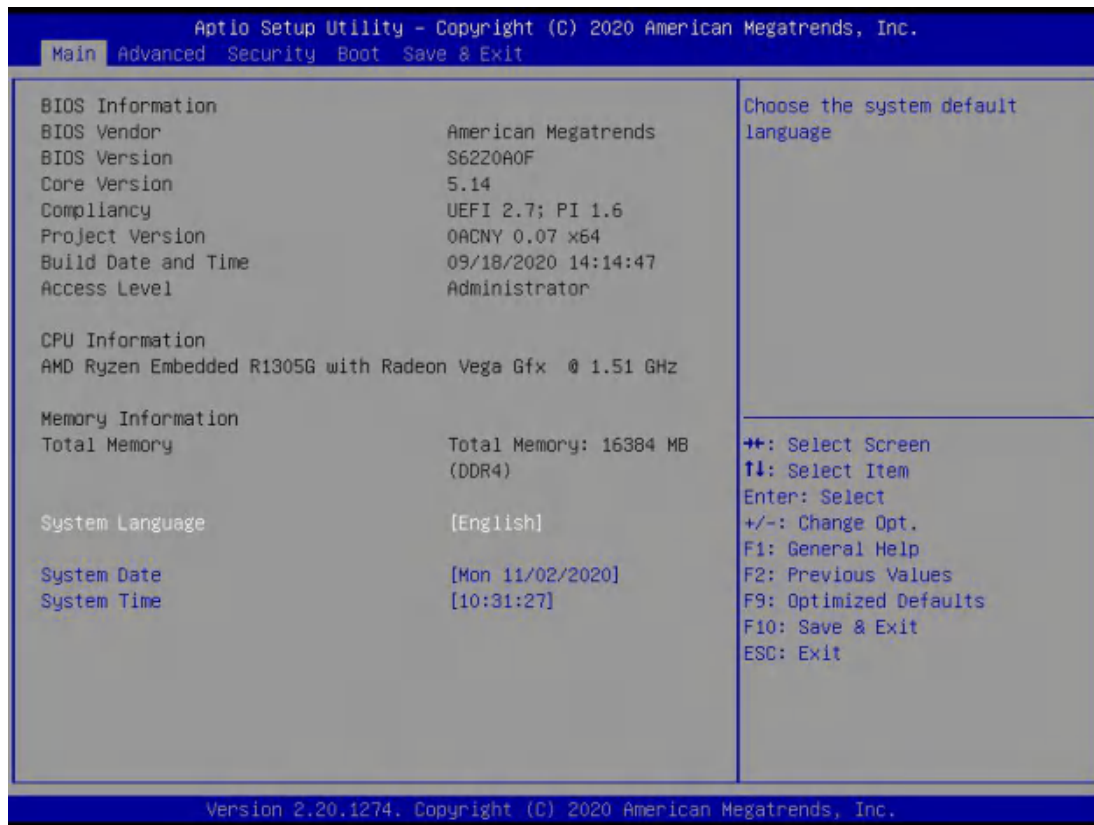 Aptio Setup Utility – Copyright (C) 2020 American Megatrends, Inc.
Main Advanced Security Boot Save & Exit
BIOS Information
BIOS Vendor American Megatrends
BIOS Version S62Z0A0F
Core Version 5.14
Compliancy UEFI 2.7; PI 1.6
Project Version 0ACNY 0.07 x64
Build Date and Time 09/18/2020 14:14:47
Access Level Administrator
CPU Information
AMD Ryzen Embedded R1305G with Radeon Vega Gfx @ 1.51 GHz
Memory Information
Total Memory Total Memory: 16384 MB
(DDR4)
System Language [English]
System Date [Mon 11/02/2020]
System Time [10:31:27]
Choose the system default
language
→←: Select Screen
↑↓: Select Item
Enter: Select
+/-: Change Opt.
F1: General Help
F2: Previous Values
F9: Optimized Defaults
F10: Save & Exit
ESC: Exit
Version 2.20.1274. Copyright (C) 2020 American Megatrends, Inc.